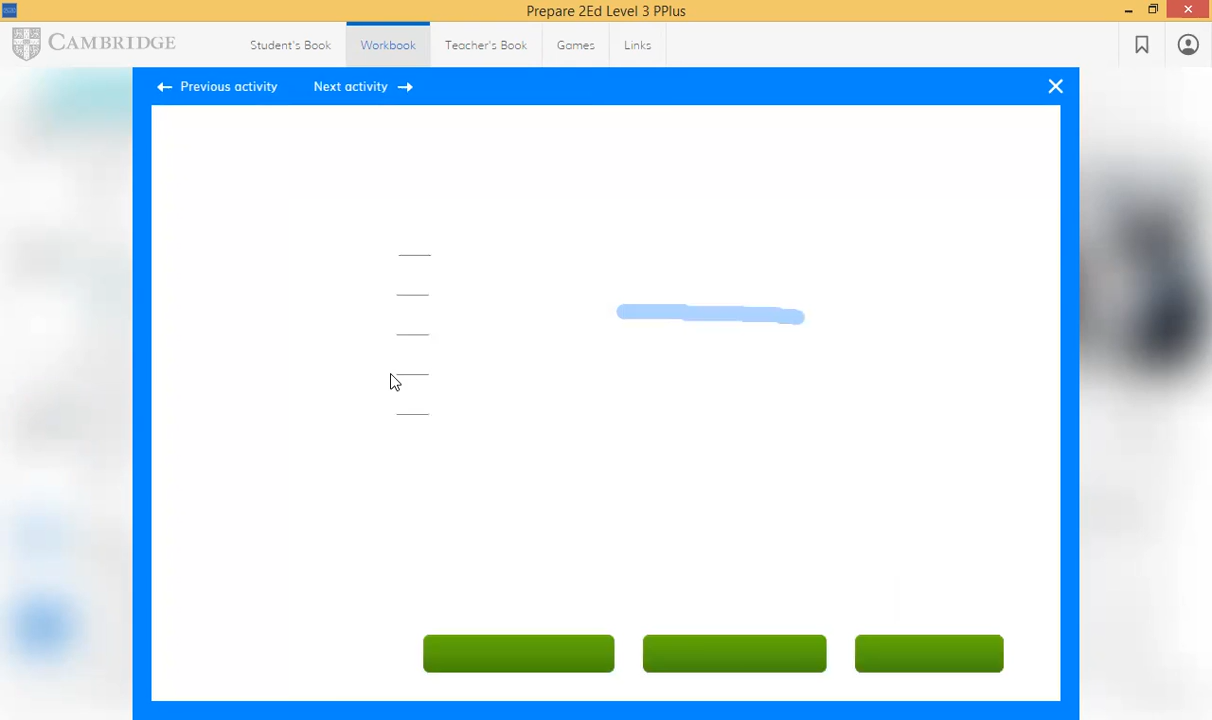 Prepare 2Ed Level 3 PPlus
CAMBRIDGE
Student's Book
Workbook
Teacher's Book
Games
Links
Previous activity
Next activity